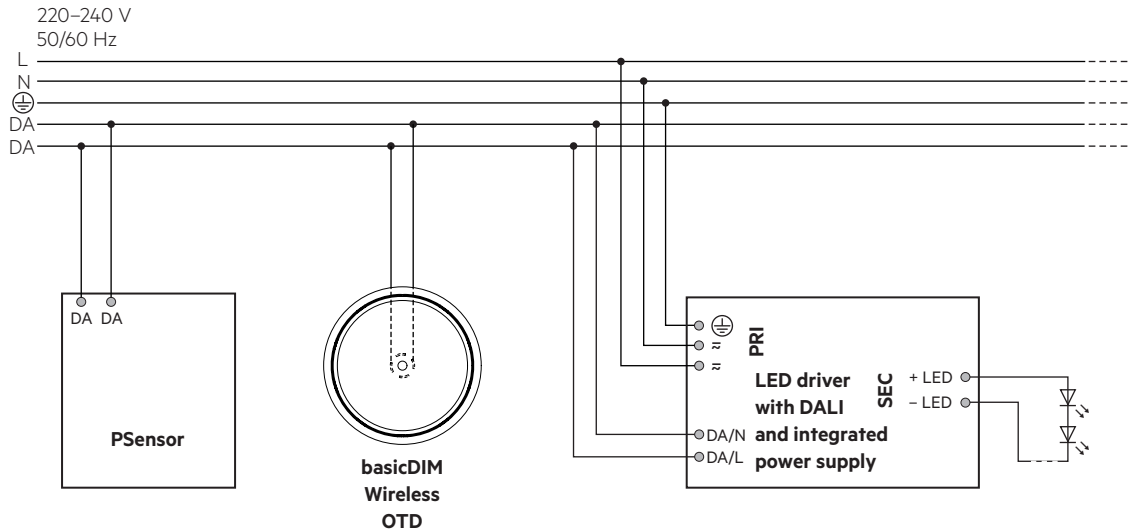 220–240 V
50/60 Hz
L
N
DA
DA
DA DA
PSensor
basicDIM
Wireless
OTD
PRI
LED driver
with DALI
and integrated
power supply
DA/N
DA/L
SEC
+ LED
– LED